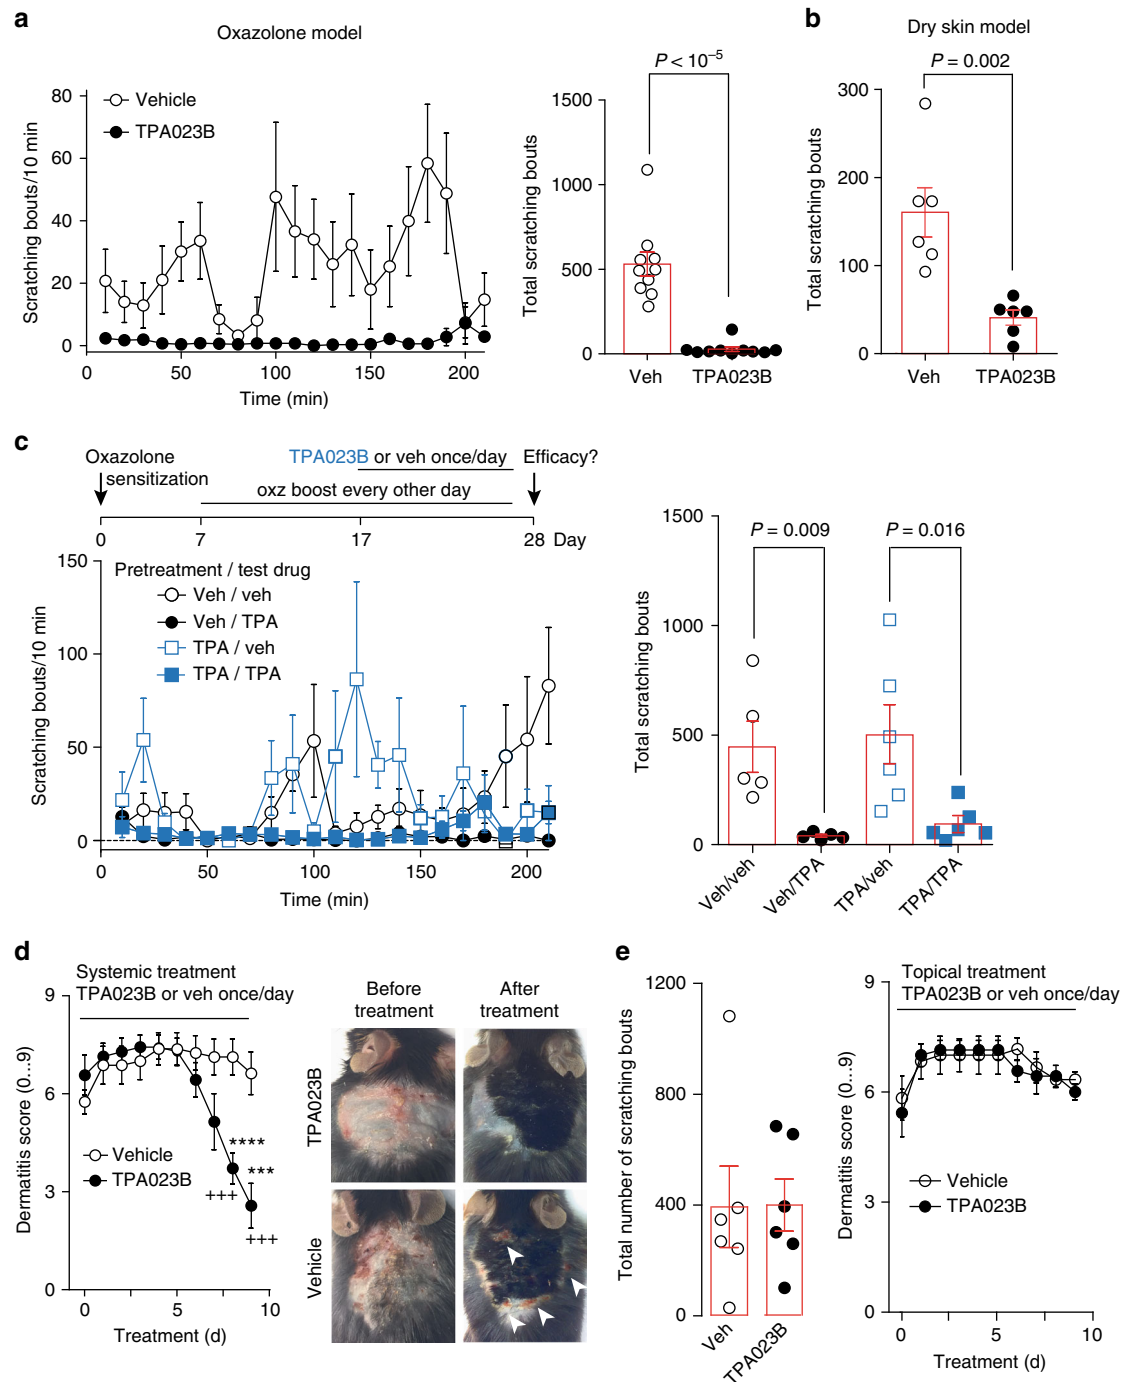 a
Oxazolone model
Scratching bouts/10 min
80
60
40
20
0
Vehicle
TPA023B
0
50
100
150
200
Time (min)
P < 10⁻⁵
Total scratching bouts
1500
1000
500
0
Veh
TPA023B
b
Dry skin model
P = 0.002
Total scratching bouts
300
200
100
0
Veh
TPA023B
c
Oxazolone
sensitization
TPA023B or veh once/day
Efficacy?
oxz boost every other day
0
7
17
28 Day
Scratching bouts/10 min
150
100
50
0
Pretreatment / test drug
Veh / veh
Veh / TPA
TPA / veh
TPA / TPA
0
50
100
150
200
Time (min)
Total scratching bouts
1500
1000
500
0
P = 0.009
P = 0.016
Veh/veh
Veh/TPA
TPA/veh
TPA/TPA
d
Systemic treatment
TPA023B or veh once/day
Dermatitis score (0...9)
9
6
3
0
Vehicle
TPA023B
****
***
+++
+++
0
5
10
Treatment (d)
Before
treatment
After
treatment
TPA023B
Vehicle
e
Total number of scratching bouts
1200
800
400
0
Veh
TPA023B
Topical treatment
TPA023B or veh once/day
Dermatitis score (0...9)
9
6
3
0
Vehicle
TPA023B
0
5
10
Treatment (d)